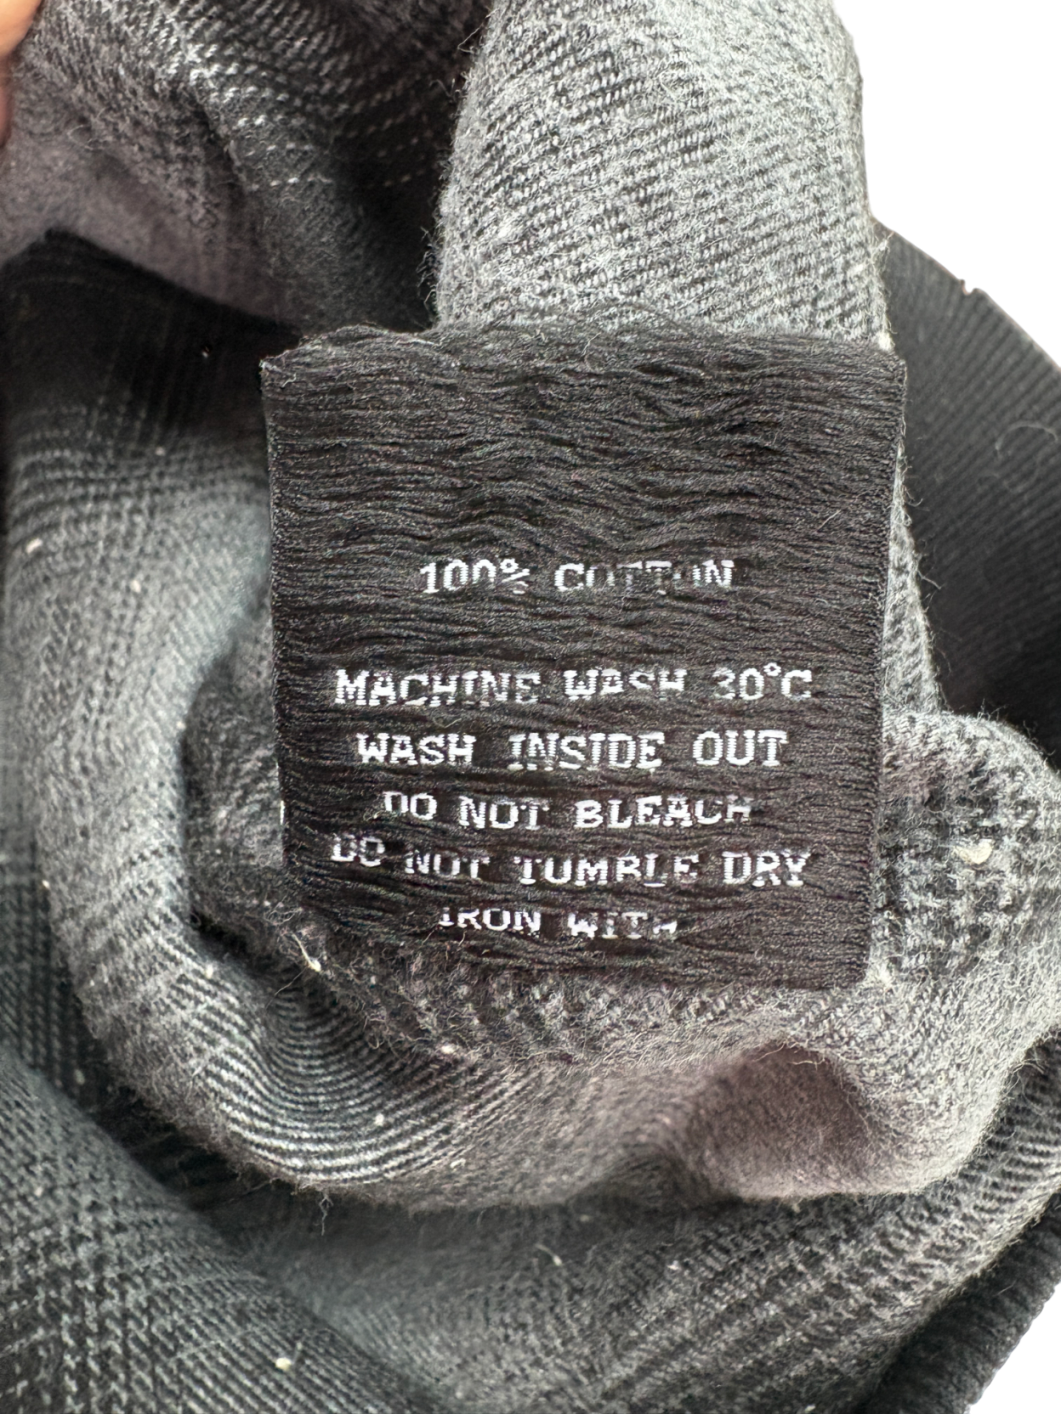 100% COTTON
MACHINE WASH 30°C
WASH INSIDE OUT
DO NOT BLEACH
DO NOT TUMBLE DRY
IRON WITH